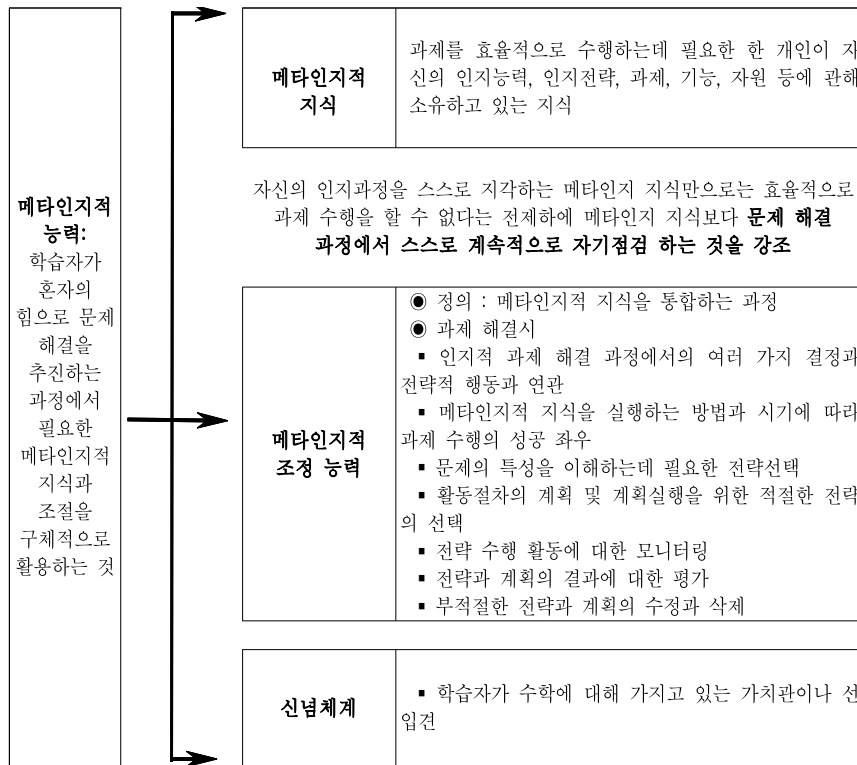 메타인지적
능력:
학습자가
혼자의
힘으로 문제
해결을
추진하는
과정에서
필요한
메타인지적
지식과
조절을
구체적으로
활용하는 것
메타인지적
지식
과제를 효율적으로 수행하는데 필요한 한 개인이 자
신의 인지능력, 인지전략, 과제, 기능, 자원 등에 관해
소유하고 있는 지식
자신의 인지과정을 스스로 지각하는 메타인지 지식만으로는 효율적으로
과제 수행을 할 수 없다는 전제하에 메타인지 지식보다 문제 해결
과정에서 스스로 계속적으로 자기점검 하는 것을 강조
메타인지적
조정 능력
◉ 정의 : 메타인지적 지식을 통합하는 과정
◉ 과제 해결시
▪ 인지적 과제 해결 과정에서의 여러 가지 결정과
전략적 행동과 연관
▪ 메타인지적 지식을 실행하는 방법과 시기에 따라
과제 수행의 성공 좌우
▪ 문제의 특성을 이해하는데 필요한 전략선택
▪ 활동절차의 계획 및 계획실행을 위한 적절한 전략
의 선택
▪ 전략 수행 활동에 대한 모니터링
▪ 전략과 계획의 결과에 대한 평가
▪ 부적절한 전략과 계획의 수정과 삭제
신념체계
▪ 학습자가 수학에 대해 가지고 있는 가치관이나 선
입견